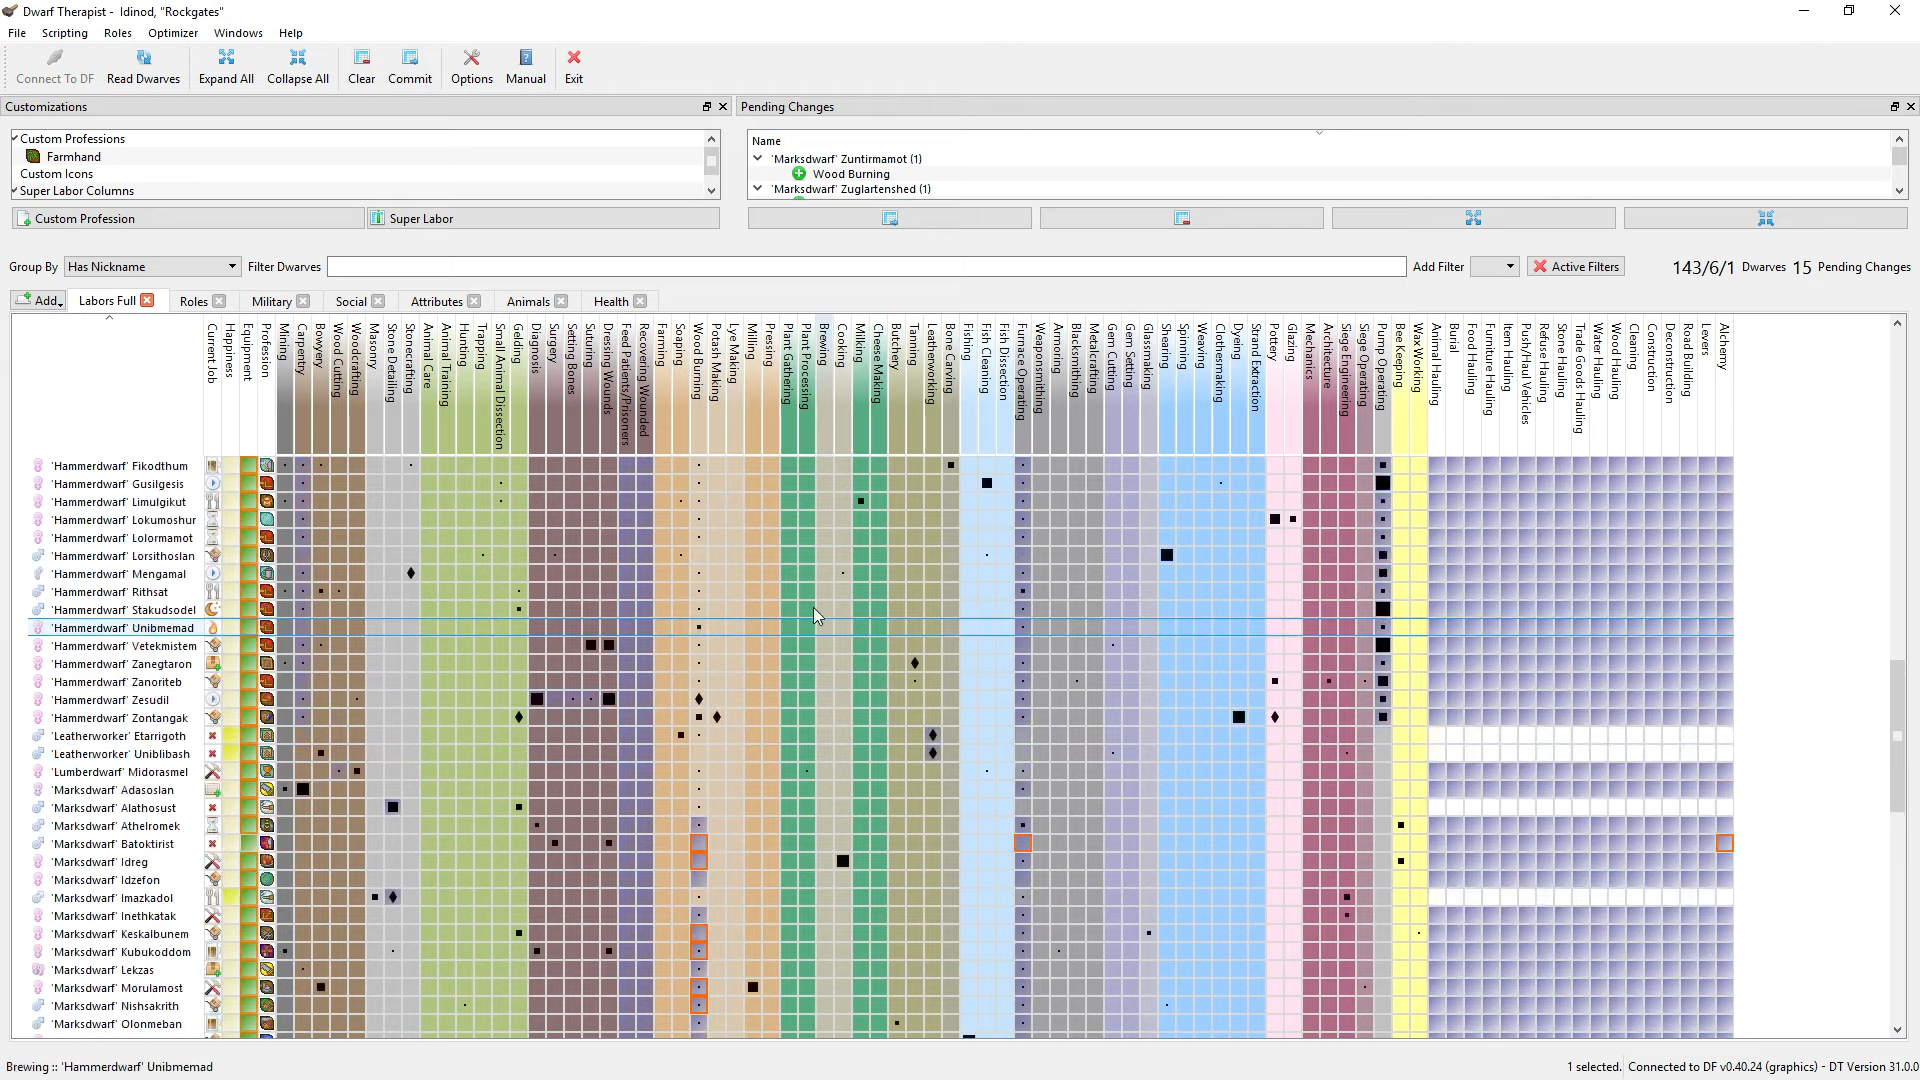 Dwarf Therapist - Idinod, "Rockgates"
File Scripting Roles Optimizer Windows Help
Connect To DF Read Dwarves Expand All Collapse All Clear Commit Options Manual Exit
Customizations
Pending Changes
Custom Professions
Farmhand
Custom Icons
Super Labor Columns
Name
'Marksdwarf' Zuntirmamot (1)
Wood Burning
'Marksdwarf' Zuglartenshed (1)
Custom Profession
Super Labor
Group By Has Nickname Filter Dwarves Add Filter Active Filters 143/6/1 Dwarves 15 Pending Changes
Add Labors Full Roles Military Social Attributes Animals Health
Current Job
Happiness
Equipment
Profession
Mining
Carpentry
Bowyery
Wood Cutting
Woodcrafting
Masonry
Stone Detailing
Stonecrafting
Animal Care
Animal Training
Hunting
Trapping
Small Animal Dissection
Gelding
Diagnosis
Surgery
Setting Bones
Suturing
Dressing Wounds
Feed Patients/Prisoners
Recovering Wounded
Farming
Soaping
Wood Burning
Potash Making
Lye Making
Milling
Pressing
Plant Gathering
Plant Processing
Brewing
Cooking
Milking
Cheese Making
Butchery
Tanning
Leatherworking
Bone Carving
Fishing
Fish Cleaning
Fish Dissection
Furnace Operating
Weaponsmithing
Armoring
Blacksmithing
Metalcrafting
Gem Cutting
Gem Setting
Glassmaking
Shearing
Spinning
Weaving
Clothesmaking
Dyeing
Strand Extraction
Pottery
Glazing
Mechanics
Architecture
Siege Engineering
Siege Operating
Pump Operating
Bee Keeping
Wax Working
Animal Hauling
Burial
Food Hauling
Furniture Hauling
Item Hauling
Push/Haul Vehicles
Refuse Hauling
Stone Hauling
Trade Goods Hauling
Water Hauling
Wood Hauling
Cleaning
Construction
Deconstruction
Road Building
Levers
Alchemy
'Hammerdwarf' Fikodthum
'Hammerdwarf' Gusilgesis
'Hammerdwarf' Limulgikut
'Hammerdwarf' Lokumoshur
'Hammerdwarf' Lolormamot
'Hammerdwarf' Lorsithoslan
'Hammerdwarf' Mengamal
'Hammerdwarf' Rithsat
'Hammerdwarf' Stakudsodel
'Hammerdwarf' Unibmemad
'Hammerdwarf' Vetekmistem
'Hammerdwarf' Zanegtaron
'Hammerdwarf' Zanoriteb
'Hammerdwarf' Zesudil
'Hammerdwarf' Zontangak
'Leatherworker' Etarrigoth
'Leatherworker' Uniblibash
'Lumberdwarf' Midorasmel
'Marksdwarf' Adasoslan
'Marksdwarf' Alathosust
'Marksdwarf' Athelromek
'Marksdwarf' Batoktirist
'Marksdwarf' Idreg
'Marksdwarf' Idzefon
'Marksdwarf' Imazkadol
'Marksdwarf' Inethkatak
'Marksdwarf' Keskalbunem
'Marksdwarf' Kubukoddom
'Marksdwarf' Lekzas
'Marksdwarf' Morulamost
'Marksdwarf' Nishsakrith
'Marksdwarf' Olonmeban
Brewing :: 'Hammerdwarf' Unibmemad
1 selected. Connected to DF v0.40.24 (graphics) - DT Version 31.0.0